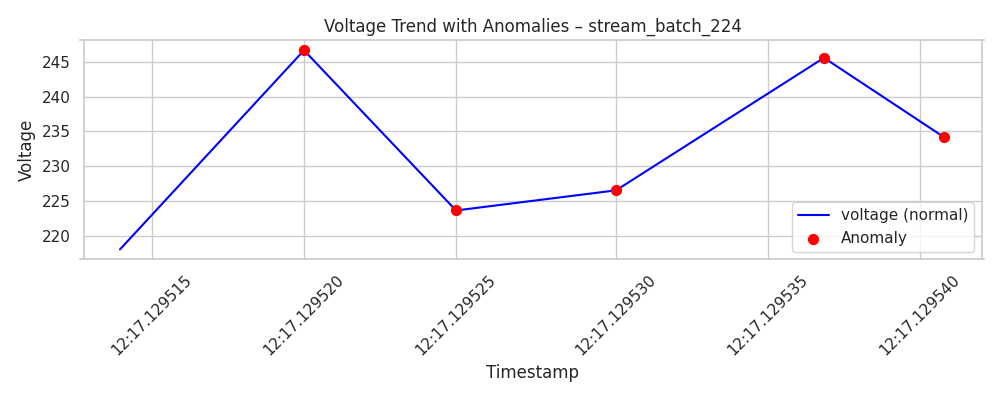 Voltage Trend with Anomalies – stream_batch_224
Voltage
245
240
235
230
225
220
voltage (normal)
Anomaly
12:17.129515
12:17.129520
12:17.129525
12:17.129530
12:17.129535
12:17.129540
Timestamp